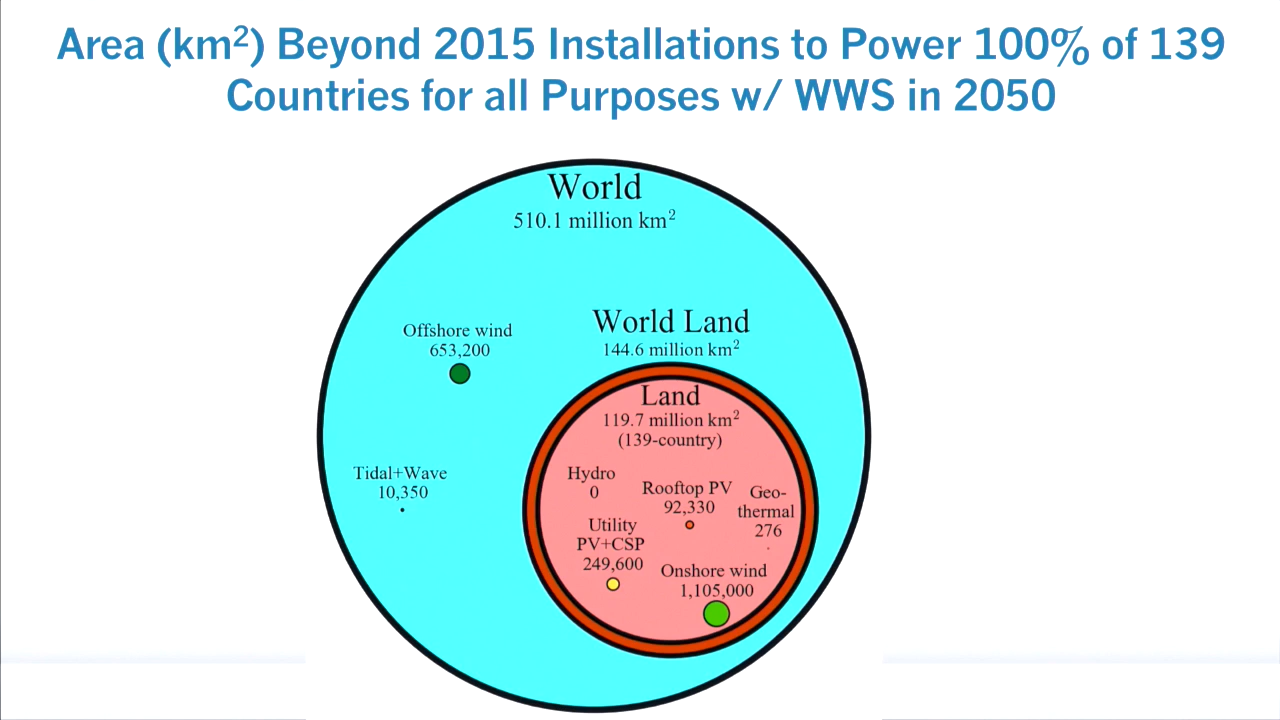 Area (km²) Beyond 2015 Installations to Power 100% of 139
Countries for all Purposes w/ WWS in 2050
World
510.1 million km²
World Land
144.6 million km²
Offshore wind
653,200
Land
119.7 million km²
(139-country)
Tidal+Wave
10,350
Hydro
0
Rooftop PV
92,330
Geo-
thermal
276
Utility
PV+CSP
249,600
Onshore wind
1,105,000